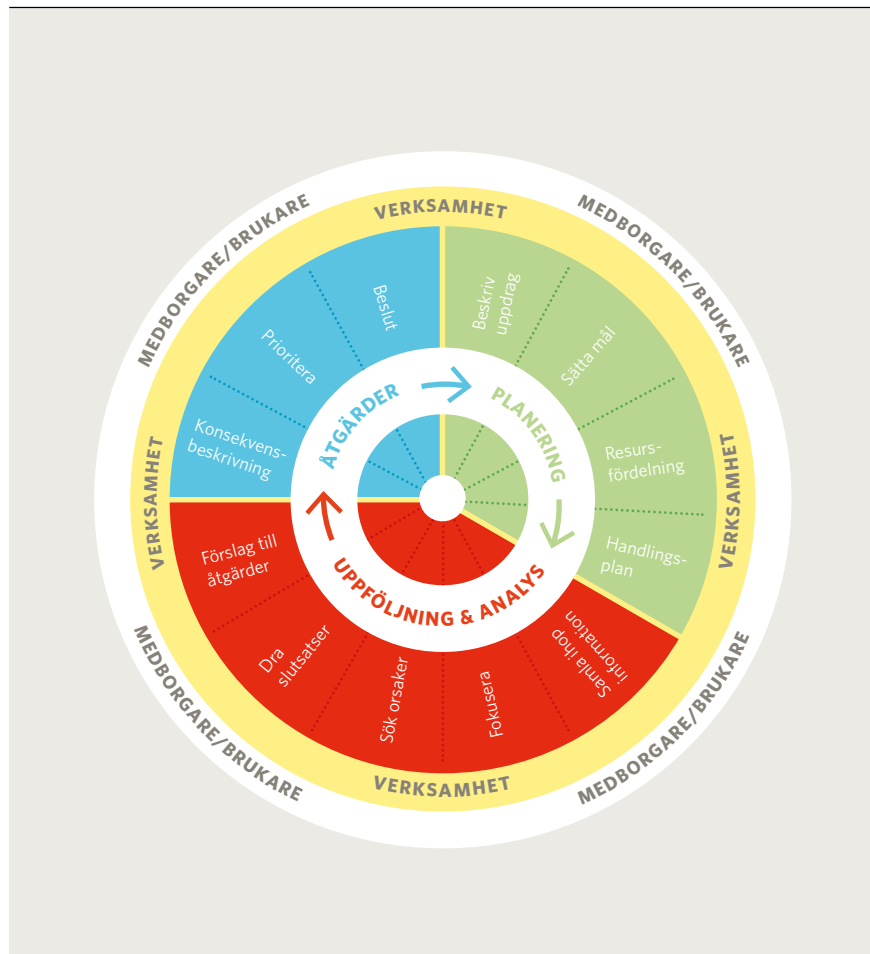 MEDBORGARE/BRUKARE
VERKSAMHET
MEDBORGARE/BRUKARE
Beslut
Beskriv
uppdrag
Prioritera
Sätta mål
Konsekvens-
beskrivning
ÅTGÄRDER
PLANERING
Resurs-
fördelning
VERKSAMHET
VERKSAMHET
Förslag till
åtgärder
Handlings-
plan
UPPFÖLJNING & ANALYS
Dra
slutsatser
Sök orsaker
Fokusera
Samla ihop
information
MEDBORGARE/BRUKARE
VERKSAMHET
MEDBORGARE/BRUKARE